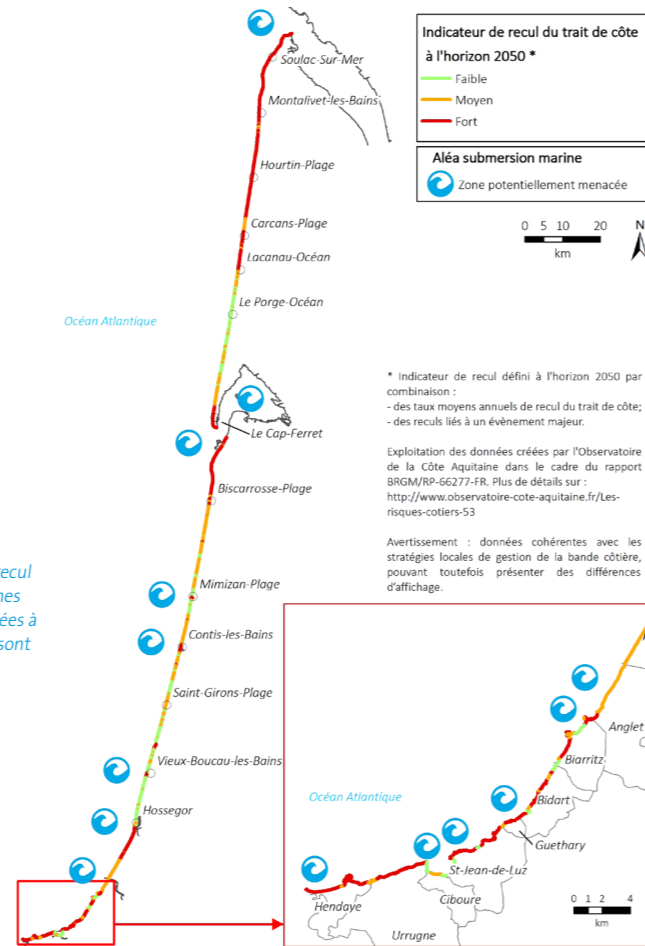 Indicateur de recul du trait de côte
à l'horizon 2050 *
Faible
Moyen
Fort
Aléa submersion marine
Zone potentiellement menacée
0 5 10 20
km
N
Soulac-Sur-Mer
Montalivet-les-Bains
Hourtin-Plage
Carcans-Plage
Lacanau-Océan
Le Porge-Océan
Océan Atlantique
Le Cap-Ferret
Biscarrosse-Plage
Mimizan-Plage
Contis-les-Bains
Saint-Girons-Plage
Vieux-Boucau-les-Bains
Hossegor
* Indicateur de recul défini à l'horizon 2050 par
combinaison :
- des taux moyens annuels de recul du trait de côte;
- des reculs liés à un évènement majeur.
Exploitation des données créées par l'Observatoire
de la Côte Aquitaine dans le cadre du rapport
BRGM/RP-66277-FR. Plus de détails sur :
http://www.observatoire-cote-aquitaine.fr/Les-
risques-cotiers-53
Avertissement : données cohérentes avec les
stratégies locales de gestion de la bande côtière,
pouvant toutefois présenter des différences
d'affichage.
ecul
nes
ées à
sont
Anglet
Biarritz
Océan Atlantique
Bidart
Guethary
St-Jean-de-Luz
Ciboure
Hendaye
Urrugne
0 1 2 4
km